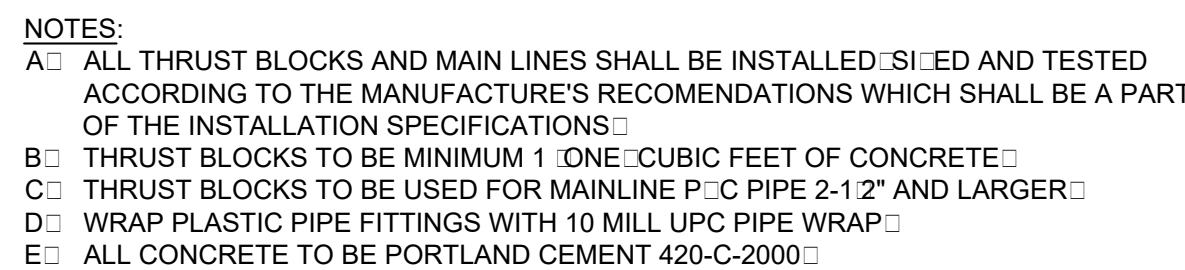 NOTES:
A□ ALL THRUST BLOCKS AND MAIN LINES SHALL BE INSTALLED□SI□ED AND TESTED
ACCORDING TO THE MANUFACTURE'S RECOMENDATIONS WHICH SHALL BE A PART
OF THE INSTALLATION SPECIFICATIONS□
B□ THRUST BLOCKS TO BE MINIMUM 1 □ONE□CUBIC FEET OF CONCRETE□
C□ THRUST BLOCKS TO BE USED FOR MAINLINE P□C PIPE 2-1□2" AND LARGER□
D□ WRAP PLASTIC PIPE FITTINGS WITH 10 MILL UPC PIPE WRAP□
E□ ALL CONCRETE TO BE PORTLAND CEMENT 420-C-2000□